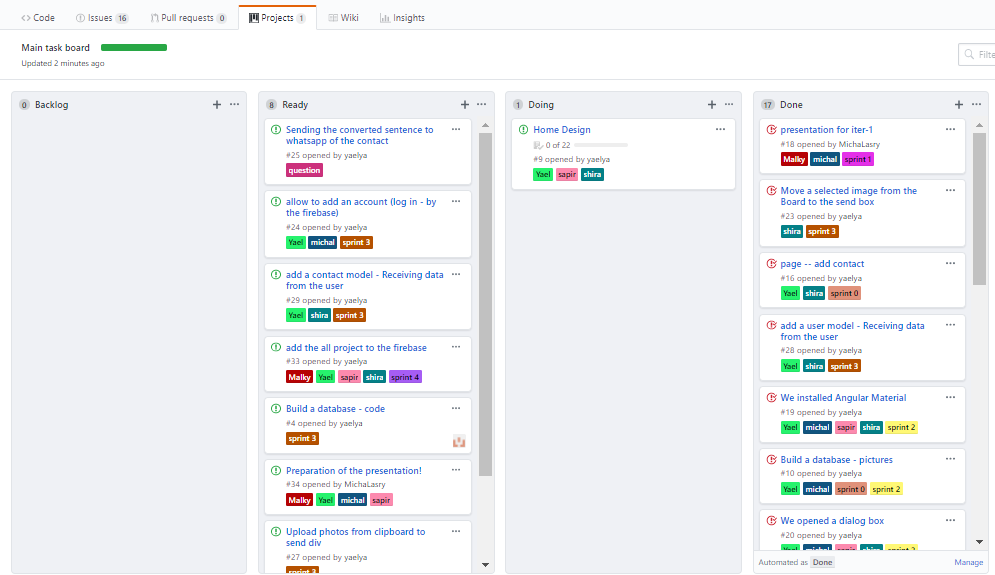 Code Issues 16 Pull requests 0 Projects 1 Wiki Insights
Main task board
Updated 2 minutes ago
Filte
0 Backlog
8 Ready
Sending the converted sentence to
whatsapp of the contact
#25 opened by yaelya
question
allow to add an account (log in - by
the firebase)
#24 opened by yaelya
Yael michal sprint 3
add a contact model - Receiving data
from the user
#29 opened by yaelya
Yael shira sprint 3
add the all project to the firebase
#33 opened by yaelya
Malky Yael sapir shira sprint 4
Build a database - code
#4 opened by yaelya
sprint 3
Preparation of the presentation!
#34 opened by MichaLasry
Malky Yael michal sapir
Upload photos from clipboard to
send div
#27 opened by yaelya
sprint 3
1 Doing
Home Design
0 of 22
#9 opened by yaelya
Yael sapir shira
17 Done
presentation for iter-1
#18 opened by MichaLasry
Malky michal sprint 1
Move a selected image from the
Board to the send box
#23 opened by yaelya
shira sprint 3
page -- add contact
#16 opened by yaelya
Yael shira sprint 0
add a user model - Receiving data
from the user
#28 opened by yaelya
Yael shira sprint 3
We installed Angular Material
#19 opened by yaelya
Yael michal sapir shira sprint 2
Build a database - pictures
#10 opened by yaelya
Yael michal sprint 0 sprint 2
We opened a dialog box
#20 opened by yaelya
Yael michal sapir shira sprint 2
Automated as Done Manage